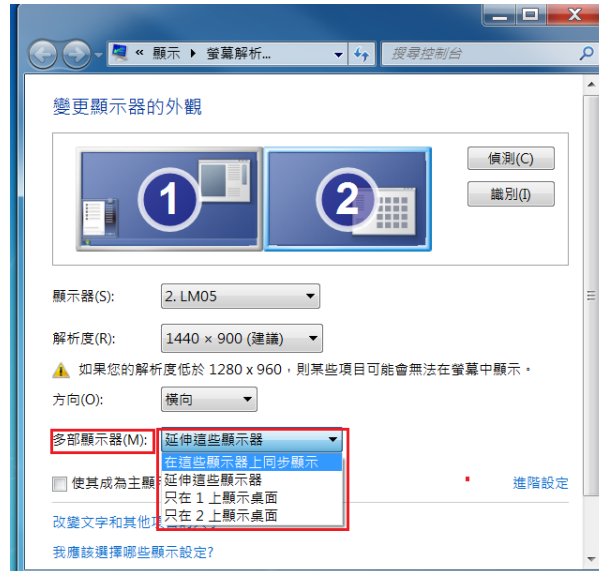 « 顯示 ▸ 螢幕解析... 搜尋控制台
變更顯示器的外觀
1 2
偵測(C)
識別(I)
顯示器(S): 2. LM05
解析度(R): 1440 × 900 (建議)
如果您的解析度低於 1280 x 960，則某些項目可能會無法在螢幕中顯示。
方向(O): 橫向
多部顯示器(M): 延伸這些顯示器
在這些顯示器上同步顯示
延伸這些顯示器
只在 1 上顯示桌面
只在 2 上顯示桌面
使其成為主顯
進階設定
改變文字和其他
我應該選擇哪些顯示設定?